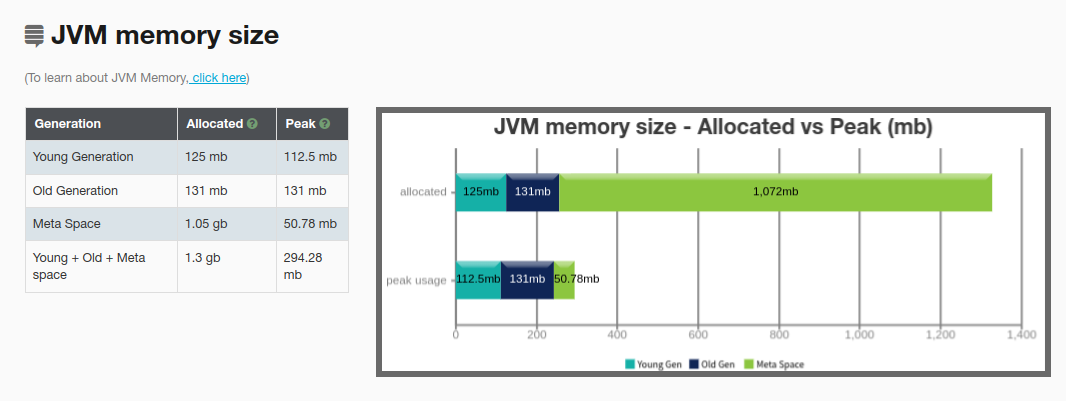 JVM memory size
(To learn about JVM Memory, click here)
Generation Allocated ? Peak ?
Young Generation 125 mb 112.5 mb
Old Generation 131 mb 131 mb
Meta Space 1.05 gb 50.78 mb
Young + Old + Meta space 1.3 gb 294.28 mb
JVM memory size - Allocated vs Peak (mb)
allocated 125mb 131mb 1,072mb
peak usage 112.5mb 131mb 50.78mb
0 200 400 600 800 1,000 1,200 1,400
Young Gen Old Gen Meta Space